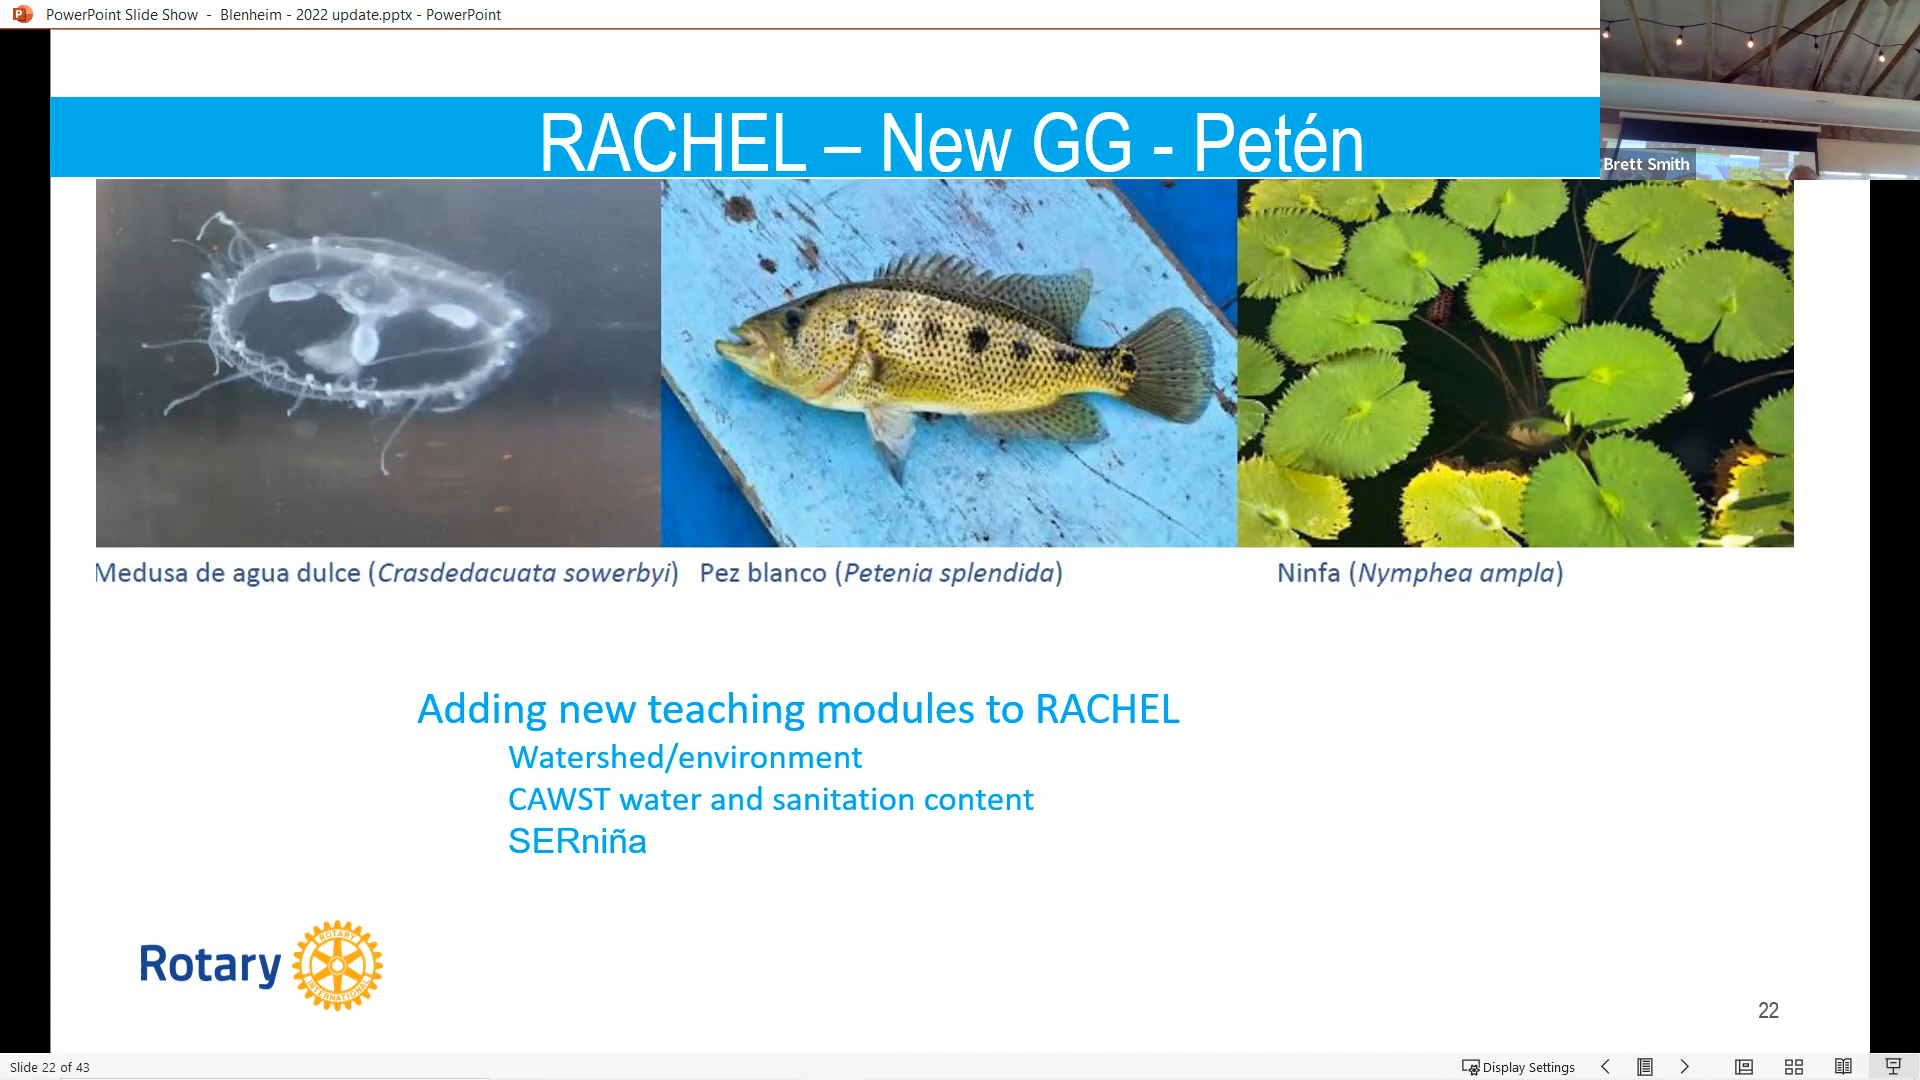 PowerPoint Slide Show - Blenheim - 2022 update.pptx - PowerPoint
RACHEL – New GG - Petén
Brett Smith
Medusa de agua dulce (Crasdedacuata sowerbyi)
Pez blanco (Petenia splendida)
Ninfa (Nymphea ampla)
Adding new teaching modules to RACHEL
Watershed/environment
CAWST water and sanitation content
SERniña
Rotary
ROTARY
INTERNATIONAL
22
Slide 22 of 43
Display Settings